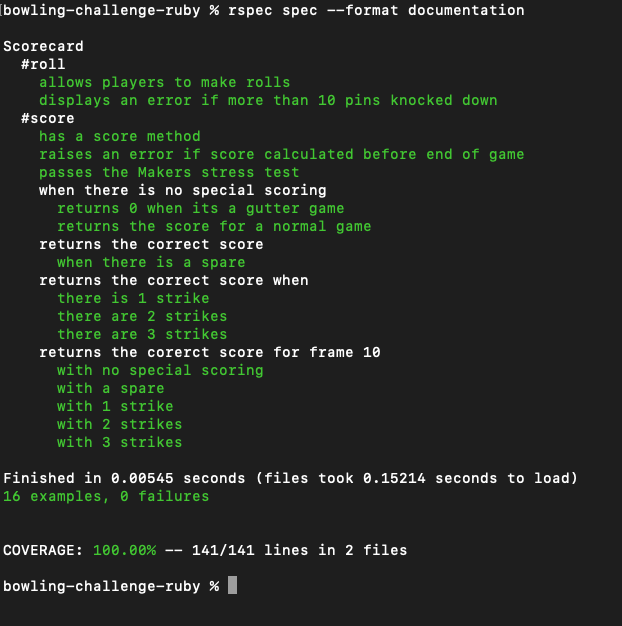 bowling-challenge-ruby % rspec spec --format documentation
Scorecard
#roll
allows players to make rolls
displays an error if more than 10 pins knocked down
#score
has a score method
raises an error if score calculated before end of game
passes the Makers stress test
when there is no special scoring
returns 0 when its a gutter game
returns the score for a normal game
returns the correct score
when there is a spare
returns the correct score when
there is 1 strike
there are 2 strikes
there are 3 strikes
returns the corerct score for frame 10
with no special scoring
with a spare
with 1 strike
with 2 strikes
with 3 strikes
Finished in 0.00545 seconds (files took 0.15214 seconds to load)
16 examples, 0 failures
COVERAGE: 100.00% -- 141/141 lines in 2 files
bowling-challenge-ruby %